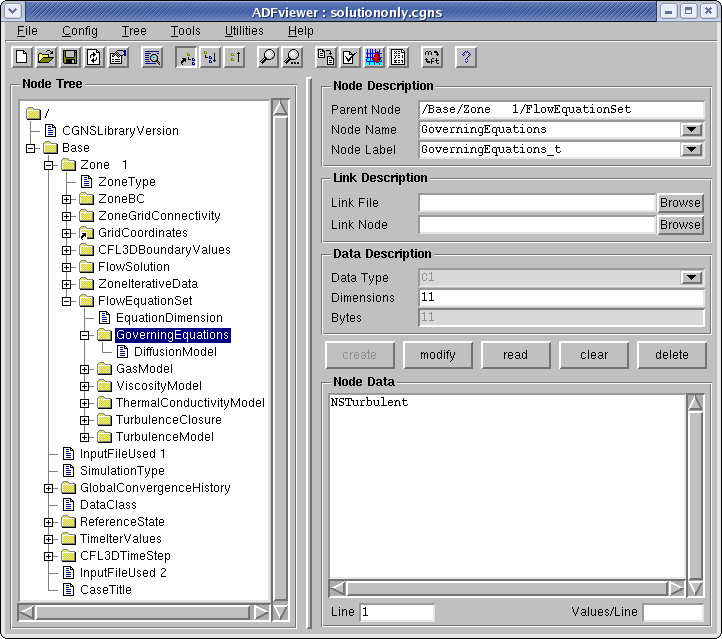 ADFviewer : solutiononly.cgns
File Config Tree Tools Utilities Help
Node Tree
/
CGNSLibraryVersion
Base
Zone 1
ZoneType
ZoneBC
ZoneGridConnectivity
GridCoordinates
CFL3DBoundaryValues
FlowSolution
ZoneIterativeData
FlowEquationSet
EquationDimension
GoverningEquations
DiffusionModel
GasModel
ViscosityModel
ThermalConductivityModel
TurbulenceClosure
TurbulenceModel
InputFileUsed 1
SimulationType
GlobalConvergenceHistory
DataClass
ReferenceState
TimeIterValues
CFL3DTimeStep
InputFileUsed 2
CaseTitle
Node Description
Parent Node /Base/Zone   1/FlowEquationSet
Node Name GoverningEquations
Node Label GoverningEquations_t
Link Description
Link File Browse
Link Node Browse
Data Description
Data Type C1
Dimensions 11
Bytes 11
create modify read clear delete
Node Data
NSTurbulent
Line 1 Values/Line